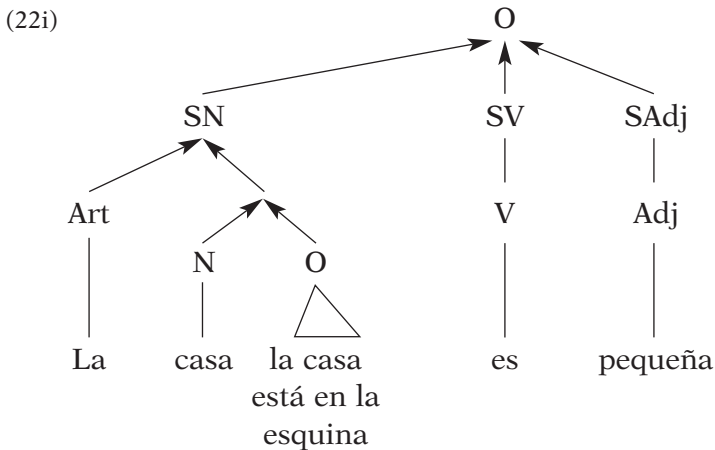 (22i)
O
SN SV SAdj
Art V Adj
N O
La casa la casa es pequeña
está en la
esquina